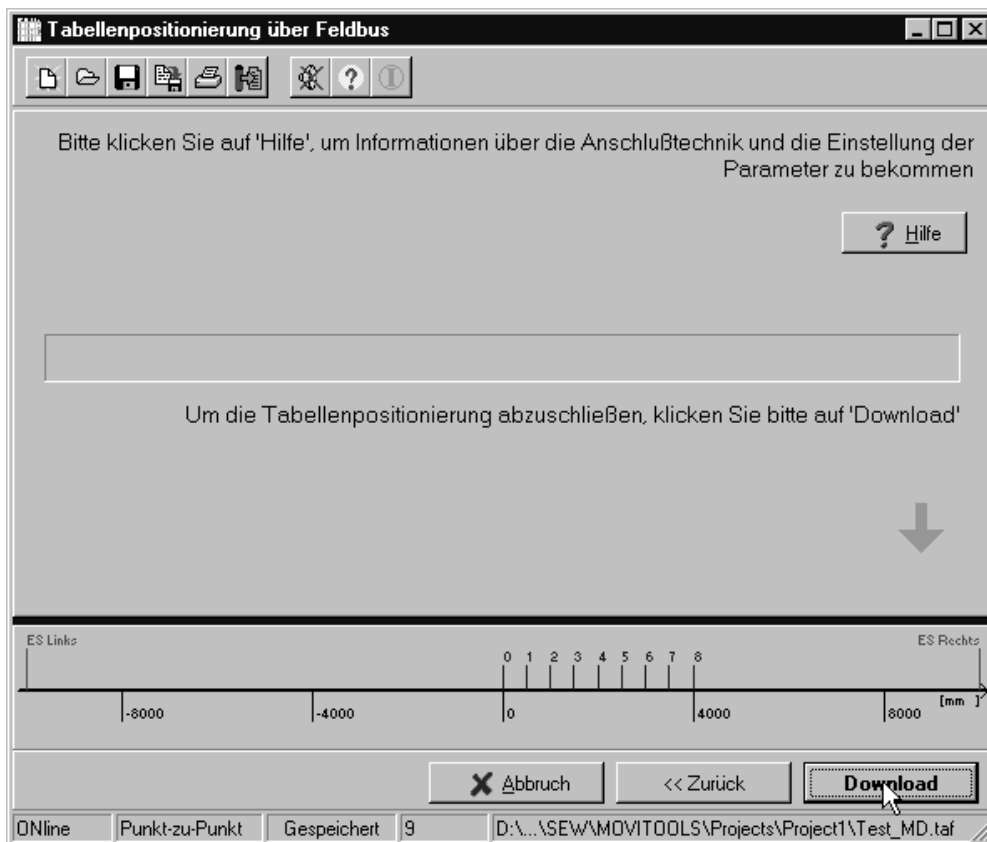 Tabellenpositionierung über Feldbus
Bitte klicken Sie auf 'Hilfe', um Informationen über die Anschlußtechnik und die Einstellung der
Parameter zu bekommen
? Hilfe
Um die Tabellenpositionierung abzuschließen, klicken Sie bitte auf 'Download'
ES Links
ES Rechts
0 1 2 3 4 5 6 7 8
-8000 -4000 0 4000 8000 [mm ]
Abbruch
<< Zurück
Download
ONline
Punkt-zu-Punkt
Gespeichert
9
D:\...\SEW\MOVITOOLS\Projects\Project1\Test_MD.taf